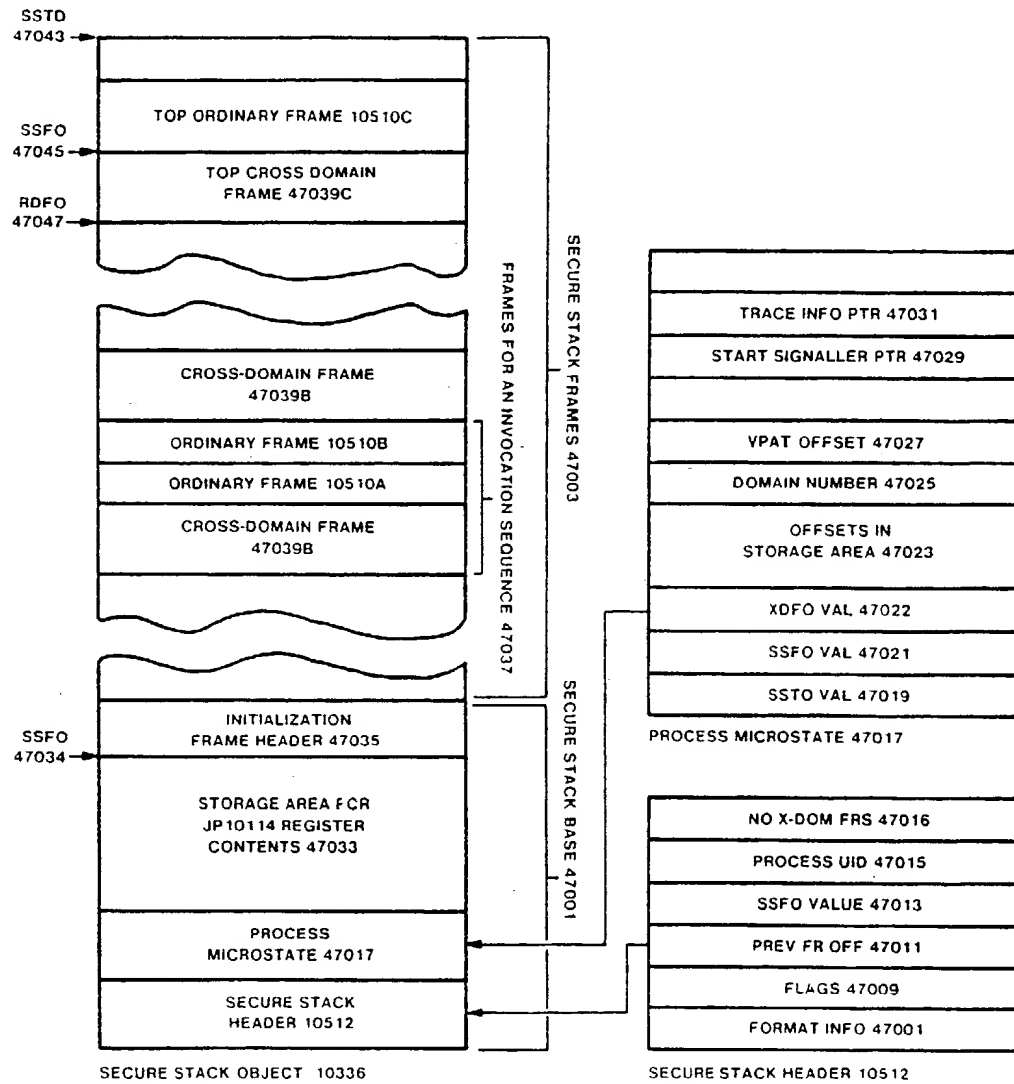 SSTD
47043
TOP ORDINARY FRAME 10510C
SSFO
47045
TOP CROSS DOMAIN
FRAME 47039C
RDFO
47047
CROSS-DOMAIN FRAME
47039B
ORDINARY FRAME 10510B
ORDINARY FRAME 10510A
CROSS-DOMAIN FRAME
47039B
FRAMES FOR AN INVOCATION SEQUENCE 47037
SECURE STACK FRAMES 47003
INITIALIZATION
FRAME HEADER 47035
SSFO
47034
STORAGE AREA FCR
JP10114 REGISTER
CONTENTS 47033
PROCESS
MICROSTATE 47017
SECURE STACK
HEADER 10512
SECURE STACK BASE 47001
SECURE STACK OBJECT 10336
TRACE INFO PTR 47031
START SIGNALLER PTR 47029
VPAT OFFSET 47027
DOMAIN NUMBER 47025
OFFSETS IN
STORAGE AREA 47023
XDFO VAL 47022
SSFO VAL 47021
SSTO VAL 47019
PROCESS MICROSTATE 47017
NO X-DOM FRS 47016
PROCESS UID 47015
SSFO VALUE 47013
PREV FR OFF 47011
FLAGS 47009
FORMAT INFO 47001
SECURE STACK HEADER 10512